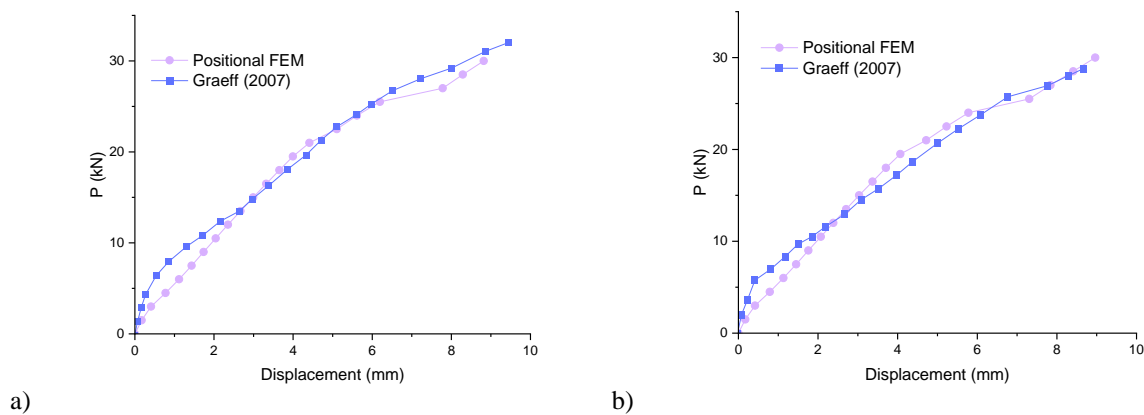 Positional FEM
Graeff (2007)
P (kN)
30
20
10
0
0 2 4 6 8 10
Displacement (mm)
a)
Positional FEM
Graeff (2007)
P (kN)
30
20
10
0
0 2 4 6 8 10
Displacement (mm)
b)